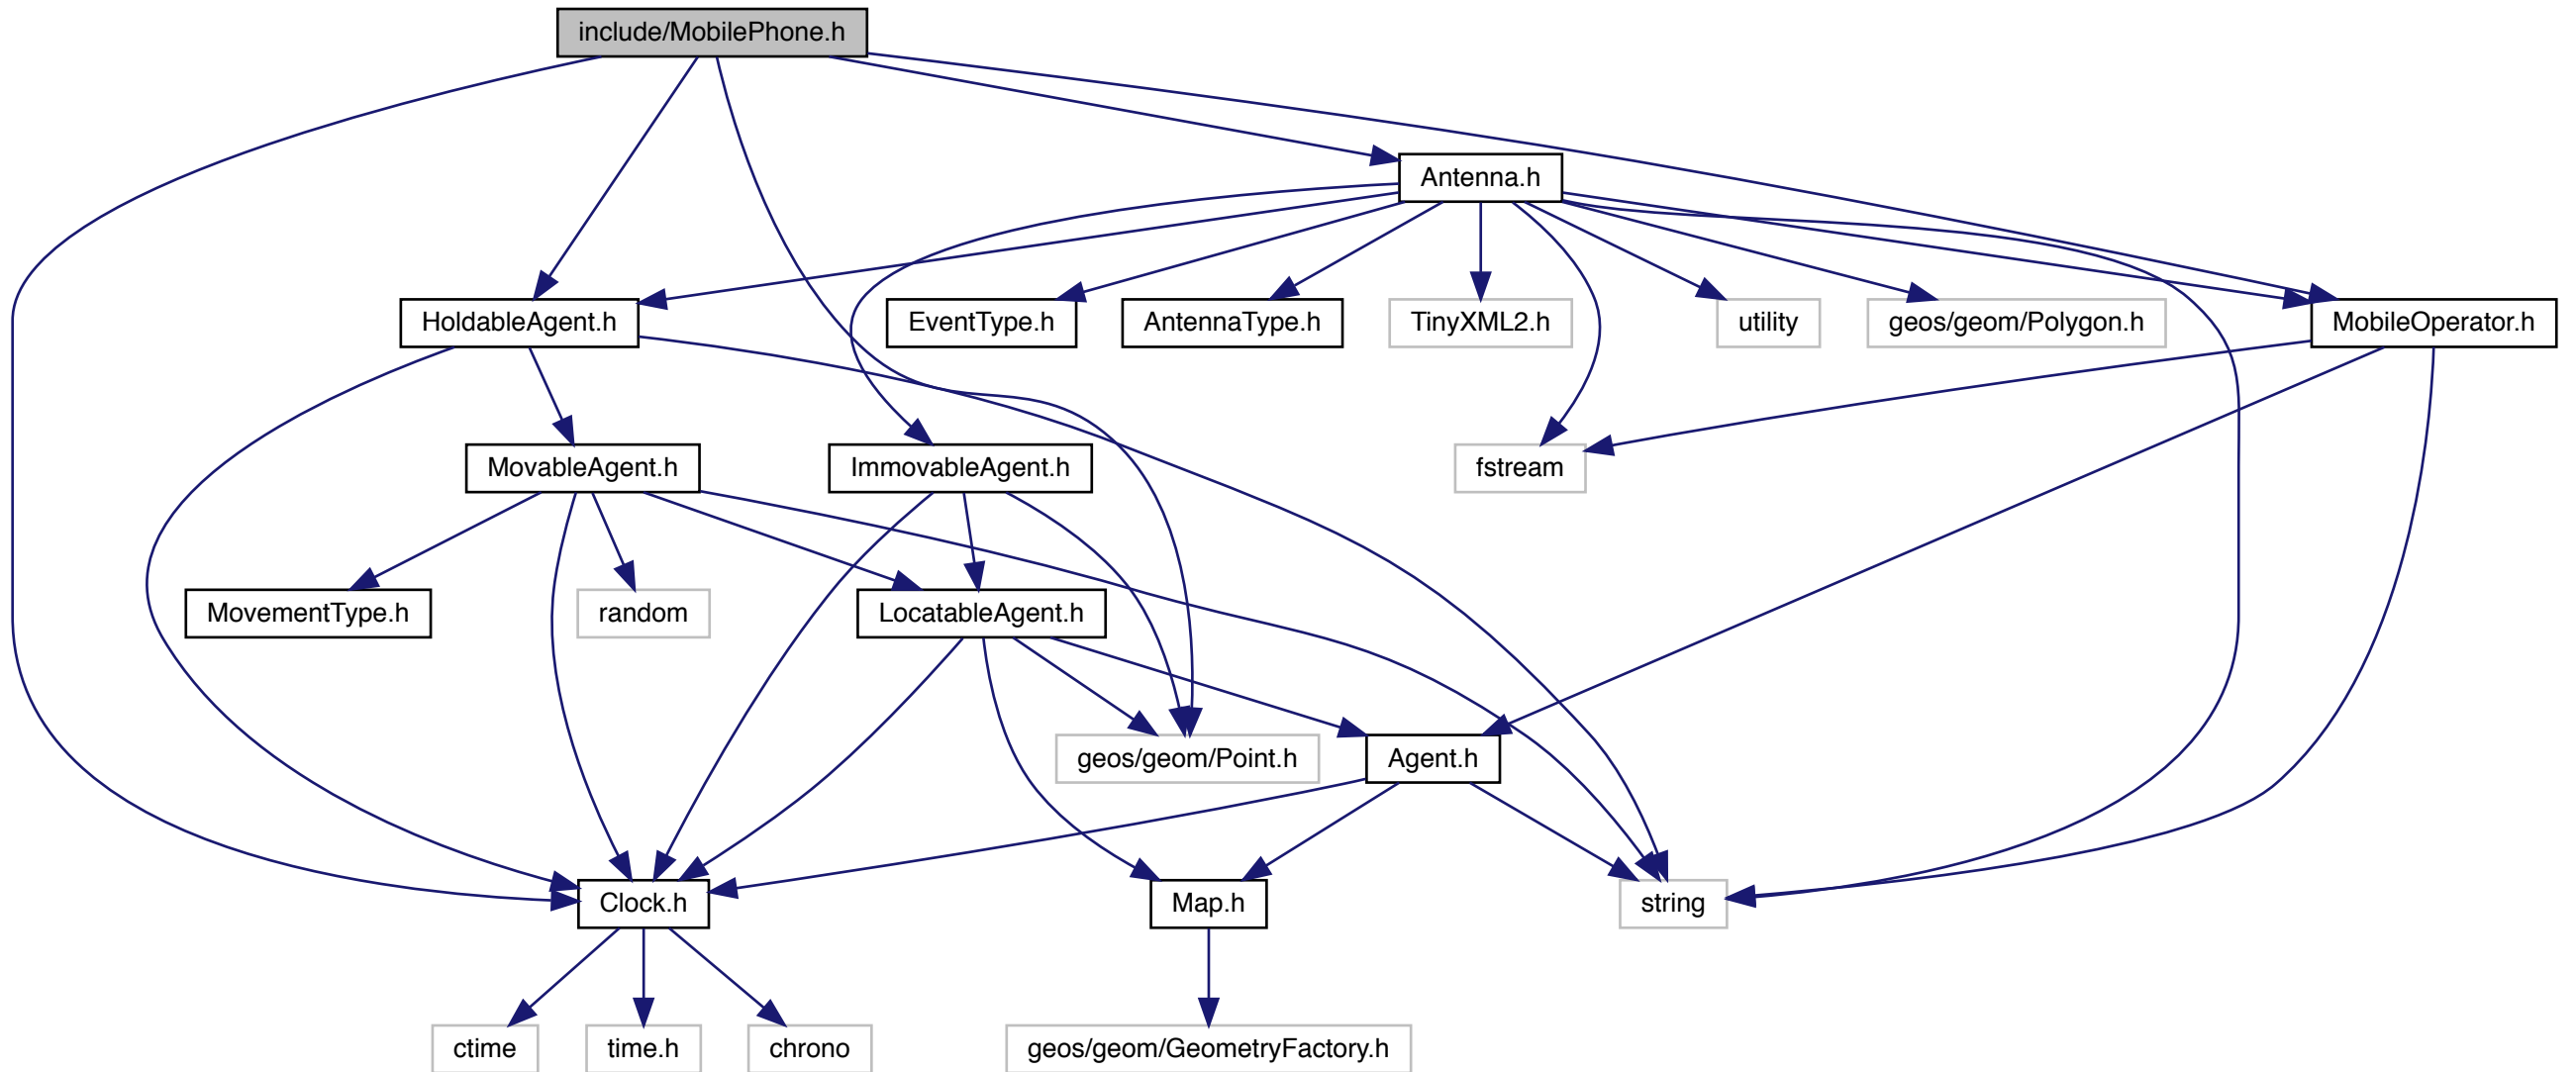 include/MobilePhone.h
Antenna.h
HoldableAgent.h
EventType.h
AntennaType.h
TinyXML2.h
utility
geos/geom/Polygon.h
MobileOperator.h
MovableAgent.h
ImmovableAgent.h
fstream
MovementType.h
random
LocatableAgent.h
geos/geom/Point.h
Agent.h
Clock.h
Map.h
string
ctime
time.h
chrono
geos/geom/GeometryFactory.h